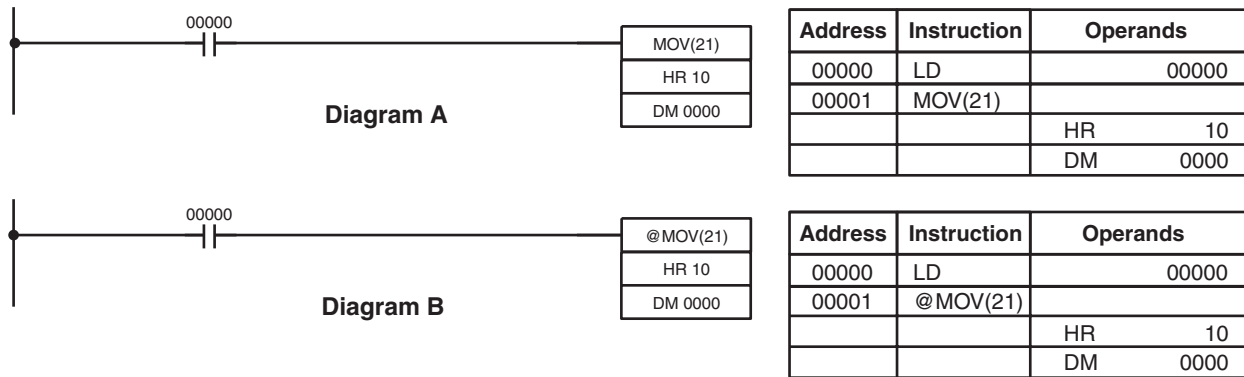 00000
MOV(21)
HR 10
DM 0000
Diagram A
Address Instruction Operands
00000 LD 00000
00001 MOV(21)
HR 10
DM 0000
00000
@MOV(21)
HR 10
DM 0000
Diagram B
Address Instruction Operands
00000 LD 00000
00001 @MOV(21)
HR 10
DM 0000